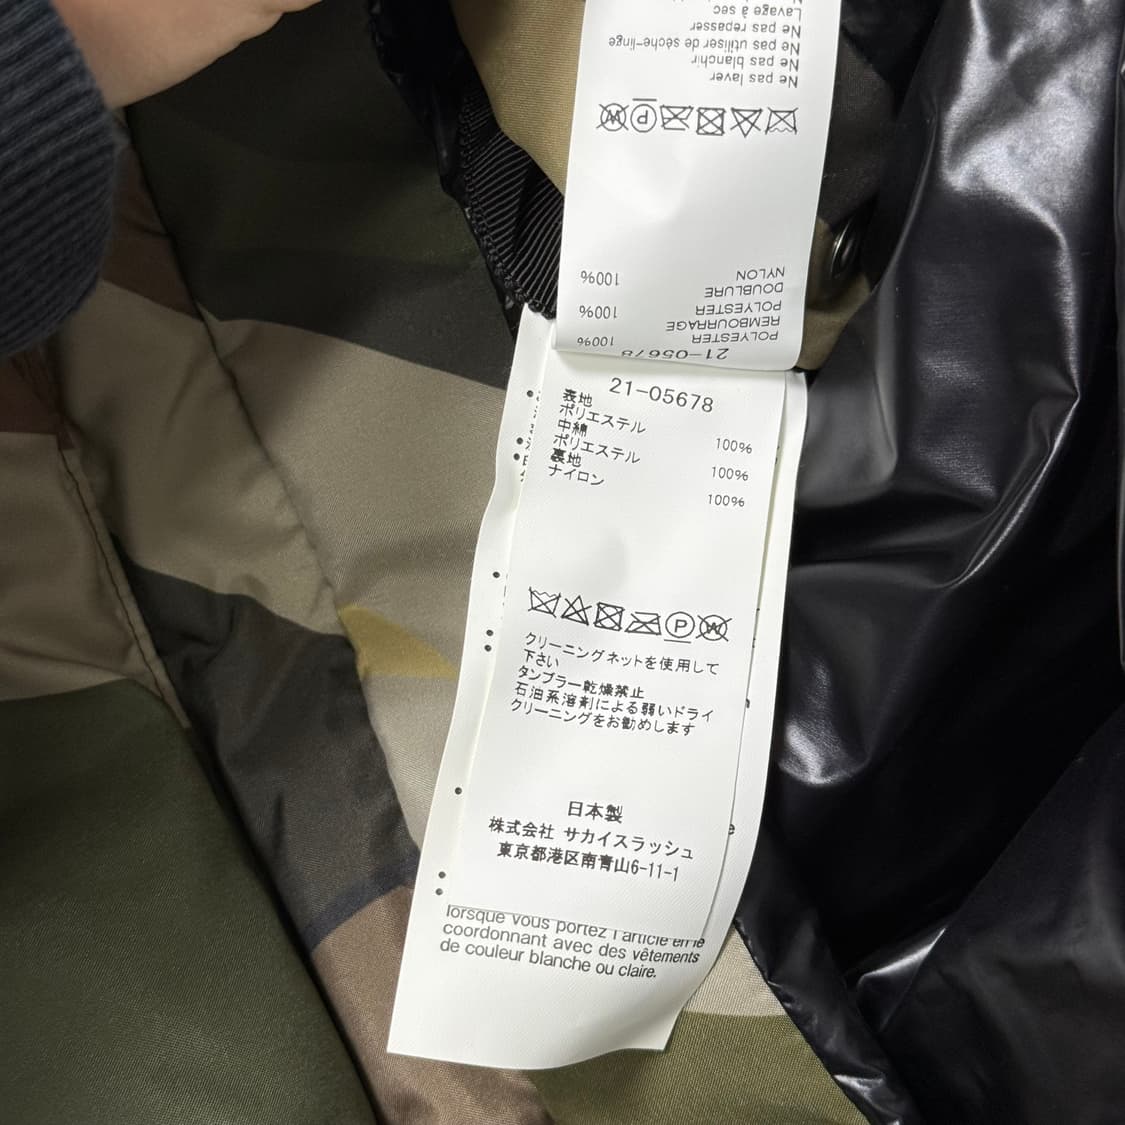 Lavage à sec
Ne pas repasser
Ne pas utiliser de sèche-linge
Ne pas blanchir
Ne pas laver
P W
100%
NYLON
DOUBLURE
100%
POLYESTER
REMBOURRAGE
100%
POLYESTER
21-05678
21-05678
表地
ポリエステル 100%
中綿
ポリエステル 100%
裏地
ナイロン 100%
P W
クリーニングネットを使用して
下さい
タンブラー乾燥禁止
石油系溶剤による弱いドライ
クリーニングをお勧めします
日本製
株式会社 サカイスラッシュ
東京都港区南青山6-11-1
lorsque vous portez l'article en le
coordonnant avec des vêtements
de couleur blanche ou claire.